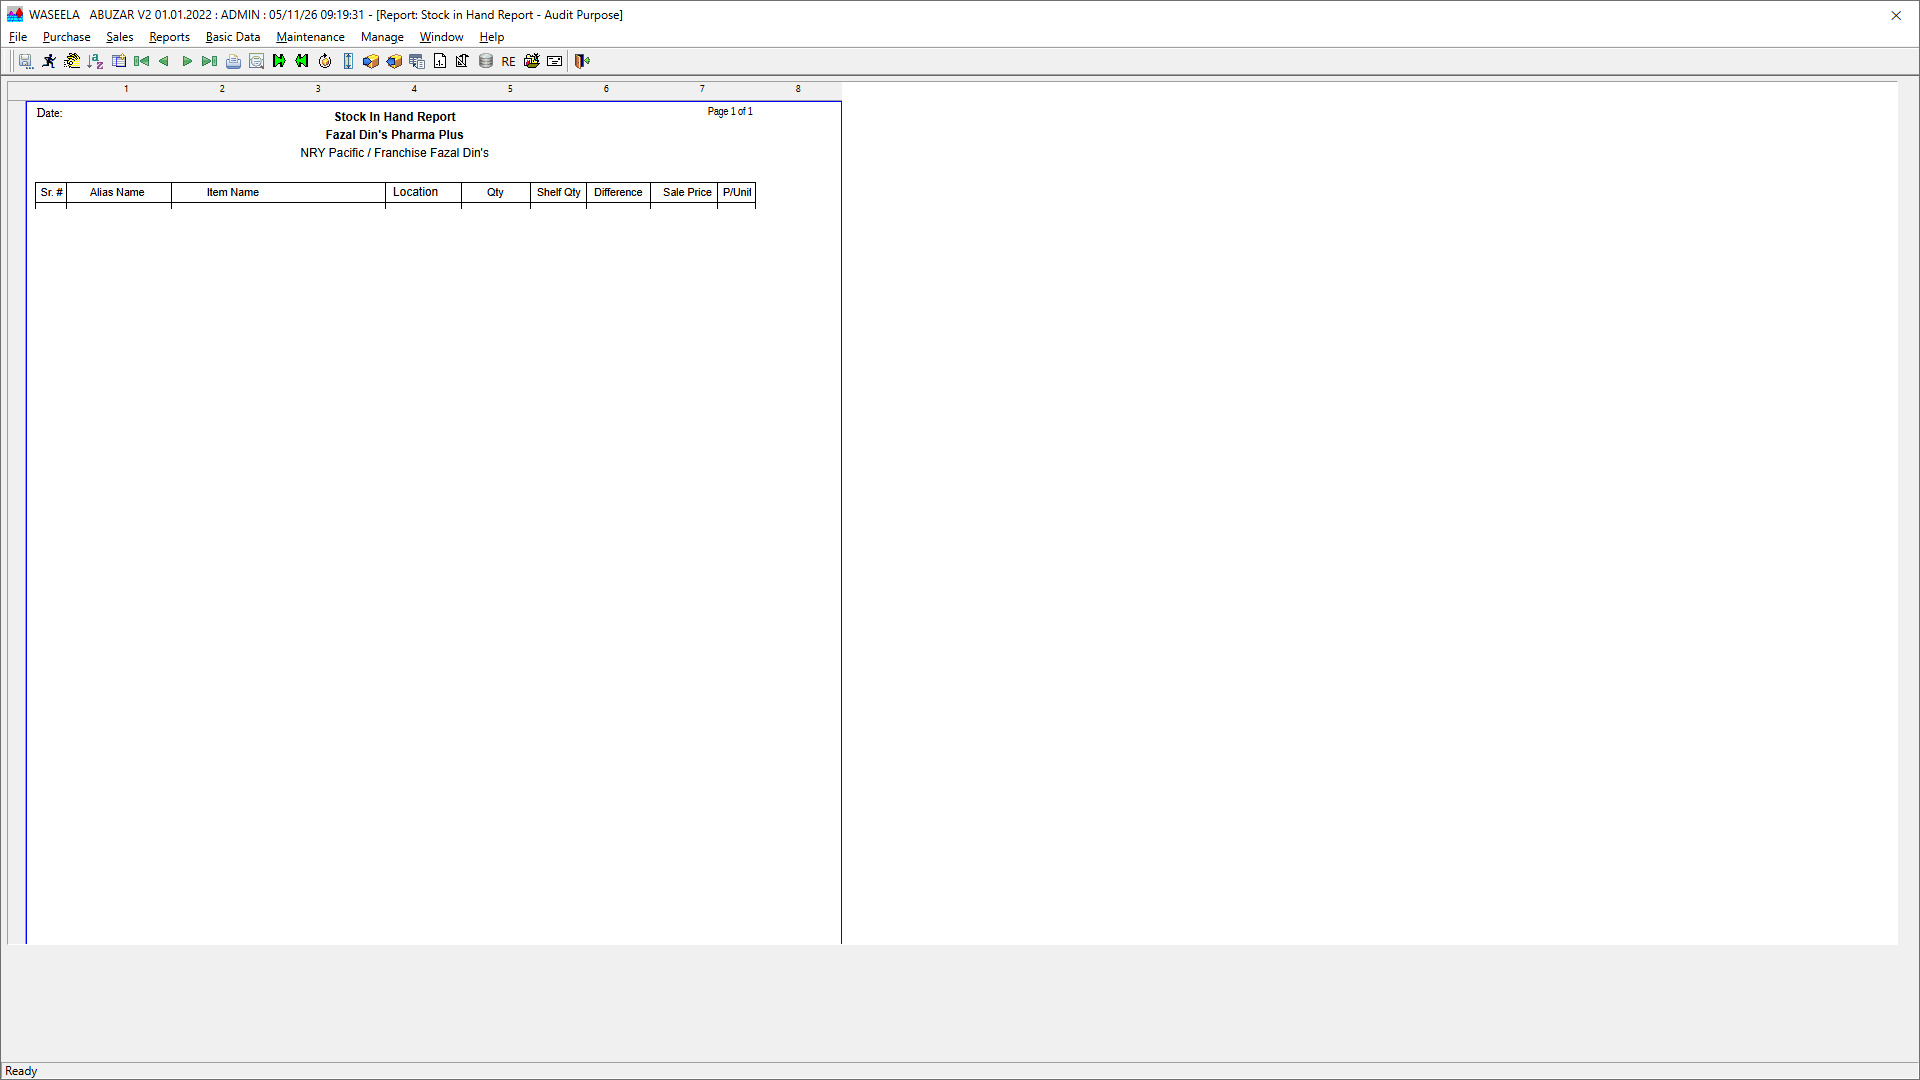 WASEELA   ABUZAR V2 01.01.2022 : ADMIN : 05/11/26 09:19:31 - [Report: Stock in Hand Report - Audit Purpose]
File Purchase Sales Reports Basic Data Maintenance Manage Window Help
RE
1 2 3 4 5 6 7 8
Date:
Page 1 of 1
Stock In Hand Report
Fazal Din's Pharma Plus
NRY Pacific / Franchise Fazal Din's
Sr. # Alias Name Item Name Location Qty Shelf Qty Difference Sale Price P/Unit
Ready